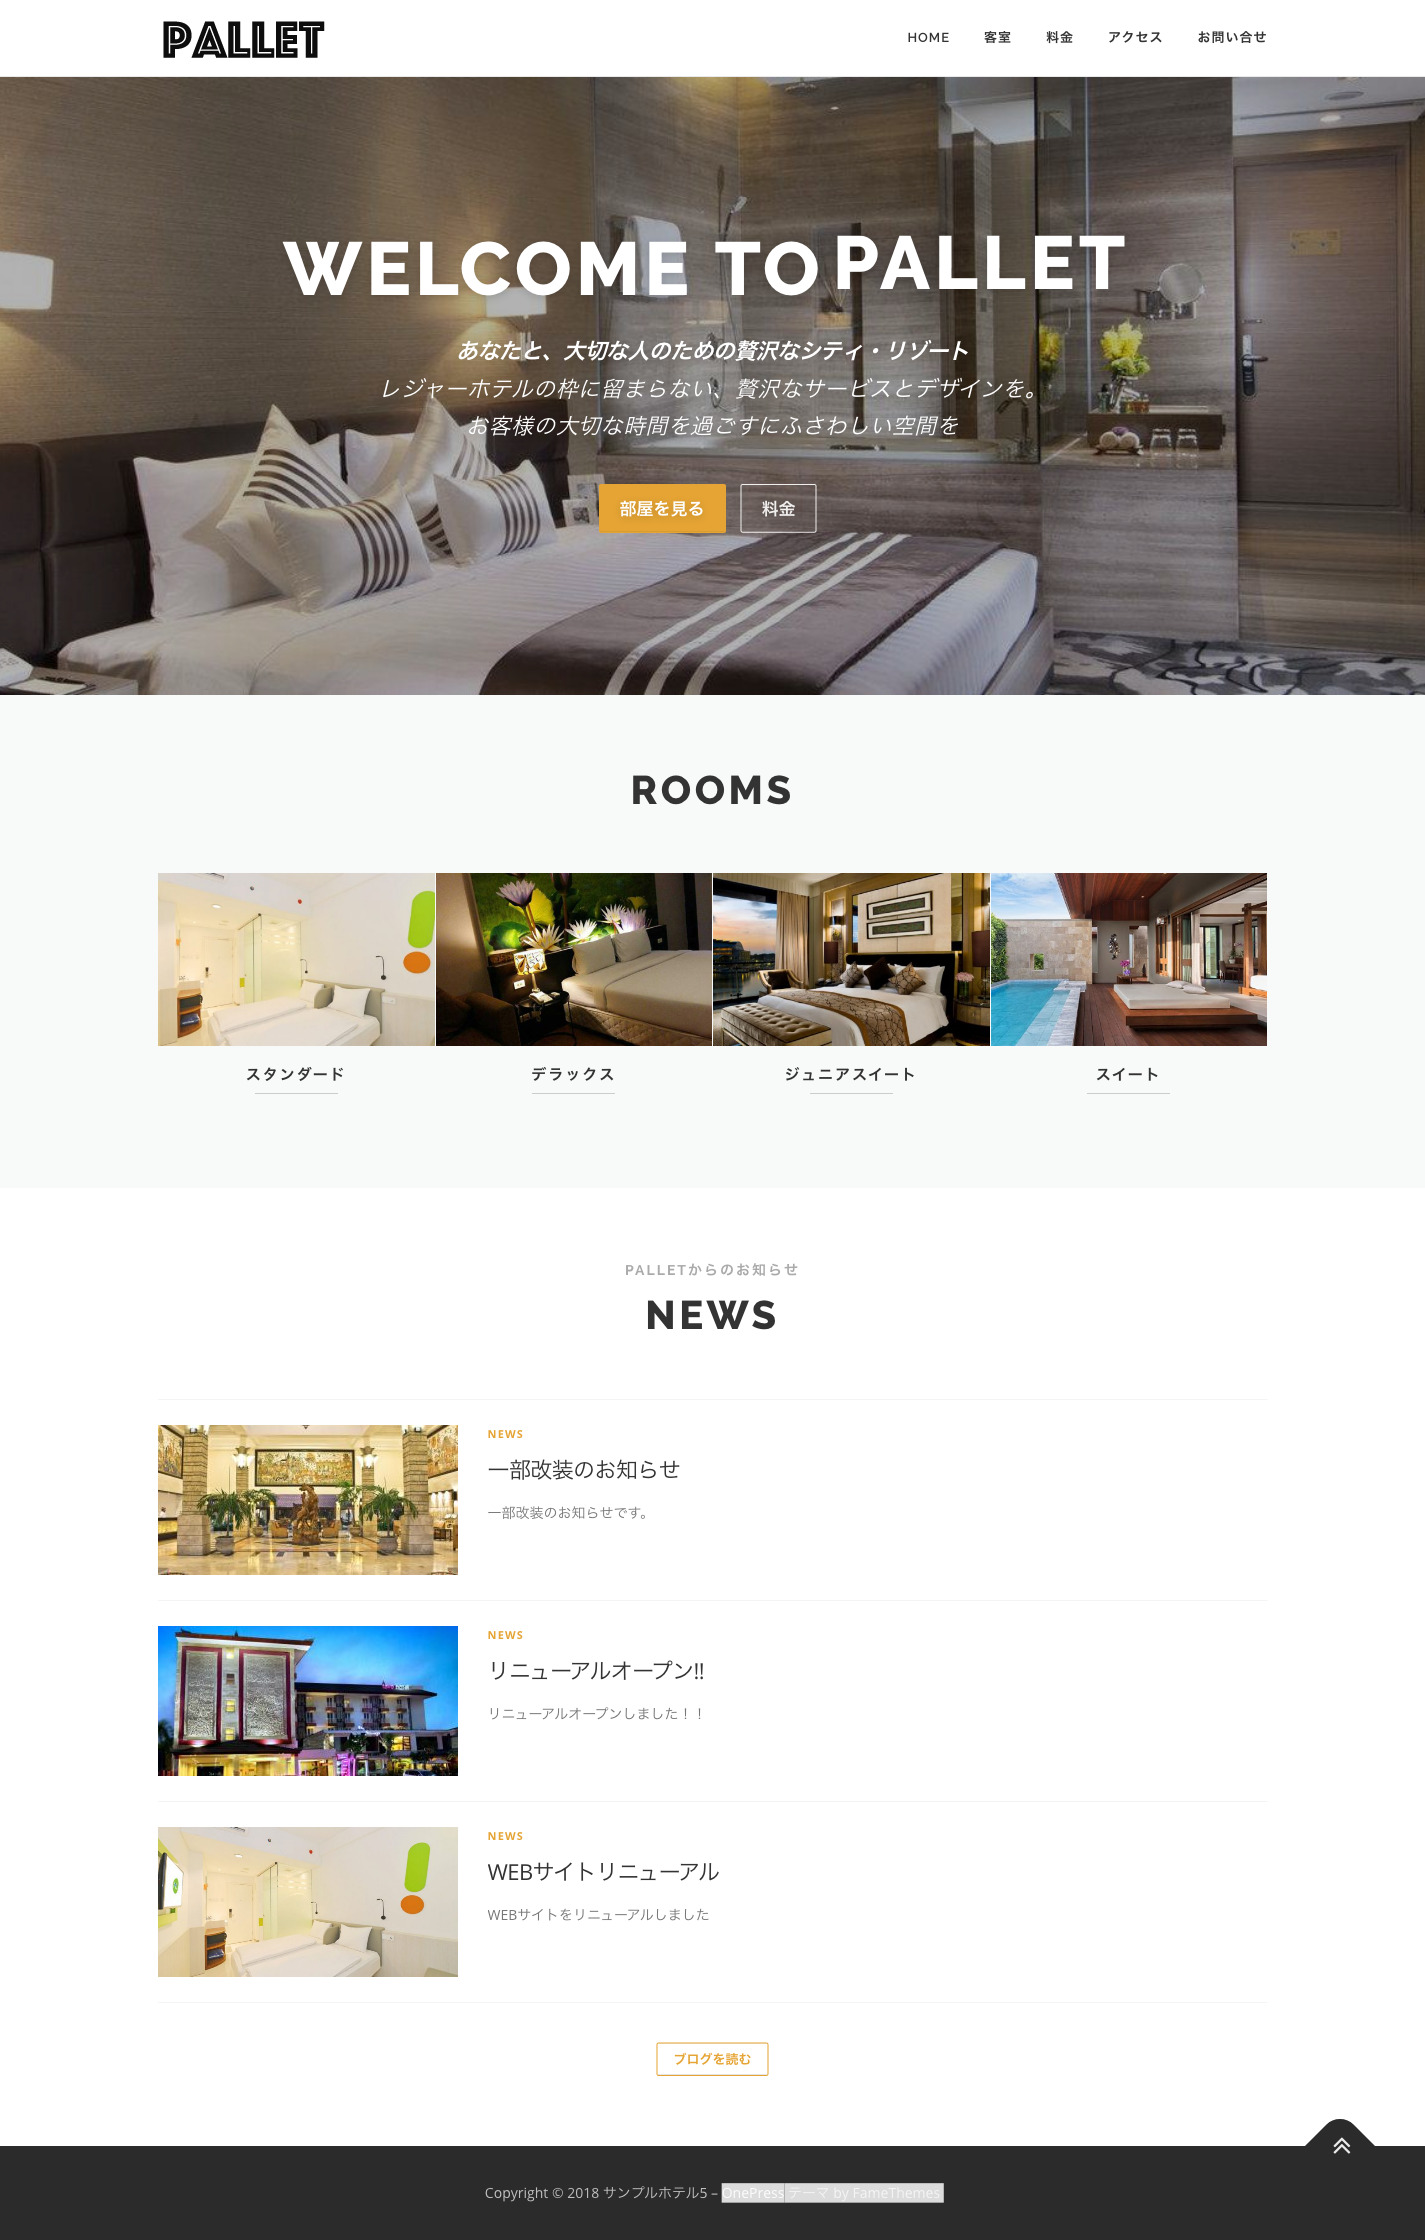 PALLET
HOME 客室 料金 アクセス お問い合せ
WELCOME TO PALLET
あなたと、大切な人のための贅沢なシティ・リゾート
レジャーホテルの枠に留まらない、贅沢なサービスとデザインを。
お客様の大切な時間を過ごすにふさわしい空間を
部屋を見る 料金
ROOMS
スタンダード デラックス ジュニアスイート スイート
PALLETからのお知らせ
NEWS
NEWS
一部改装のお知らせ
一部改装のお知らせです。
NEWS
リニューアルオープン!!
リニューアルオープンしました！！
NEWS
WEBサイトリニューアル
WEBサイトをリニューアルしました
ブログを読む
Copyright © 2018 サンプルホテル5 – OnePress テーマ by FameThemes.